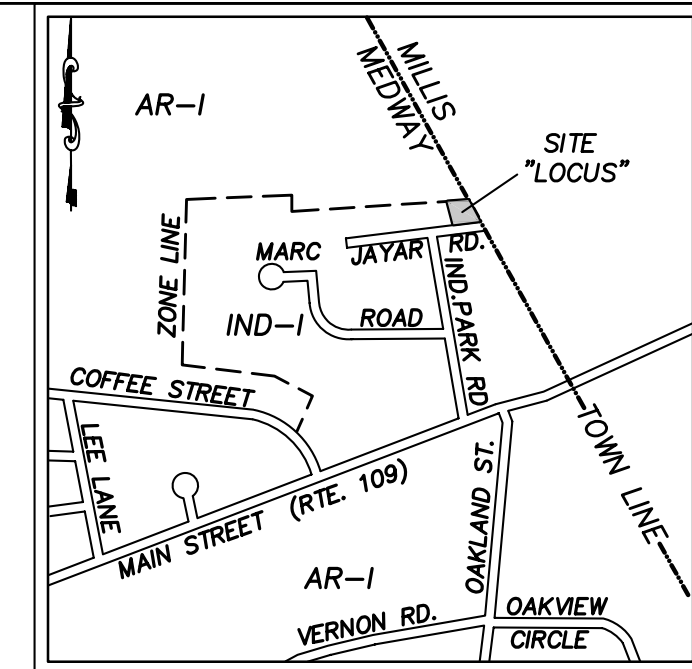 MILLIS
MEDWAY
AR-I
SITE
"LOCUS"
ZONE LINE
MARC
JAYAR RD.
IND-I
ROAD
IND.PARK RD
COFFEE STREET
LEE LANE
MAIN STREET (RTE. 109)
OAKLAND ST.
TOWN LINE
AR-I
VERNON RD.
OAKVIEW
CIRCLE